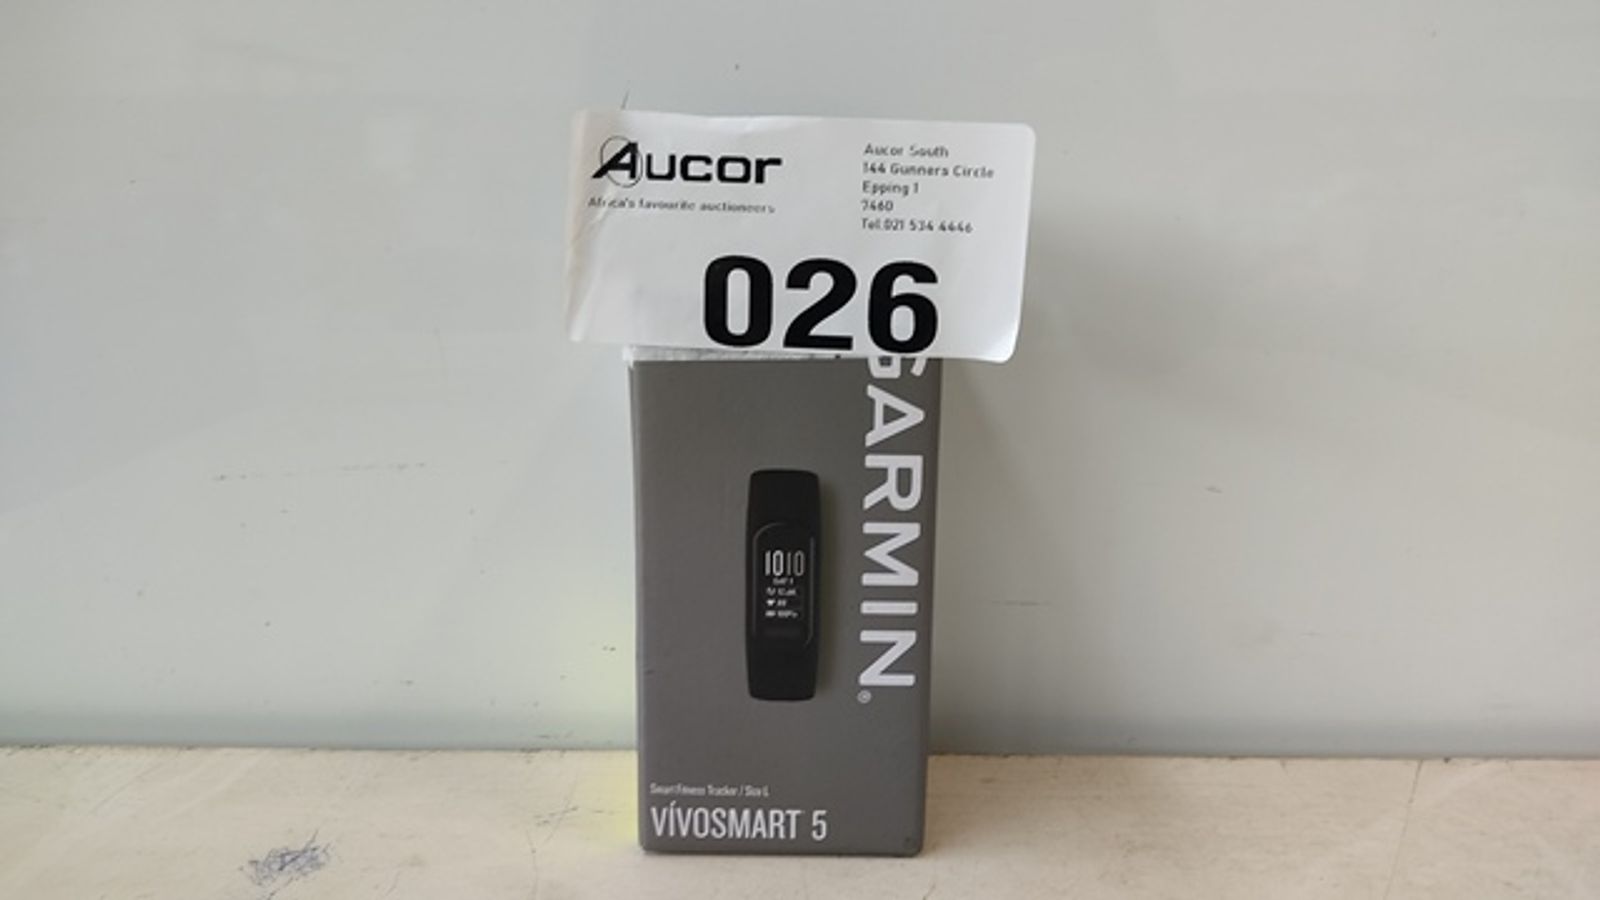 Aucor
Africa's favourite auctioneers
Aucor South
144 Gunners Circle
Epping 1
7460
Tel.021 534 4446
026
GARMIN®
1010
Smart Fitness Tracker / Size L
VÍVOSMART 5